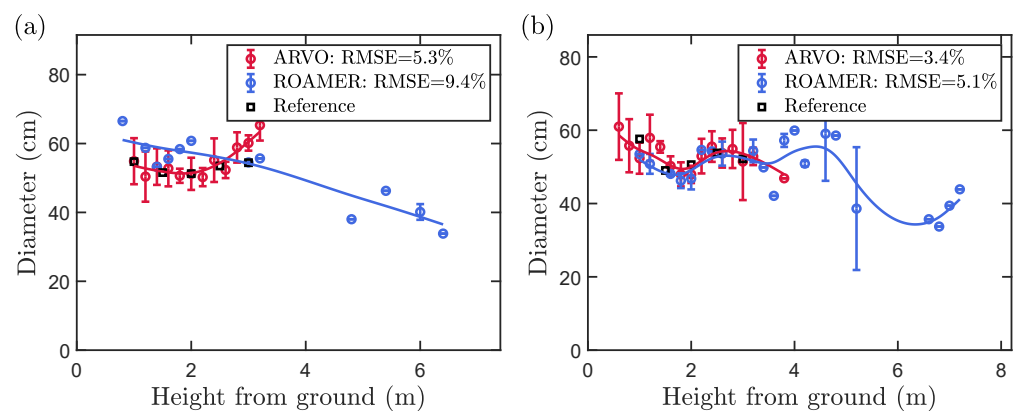 (a)
ARVO: RMSE=5.3%
ROAMER: RMSE=9.4%
Reference
80
60
40
20
0
Diameter (cm)
0 2 4 6
Height from ground (m)
(b)
ARVO: RMSE=3.4%
ROAMER: RMSE=5.1%
Reference
80
60
40
20
0
Diameter (cm)
0 2 4 6 8
Height from ground (m)